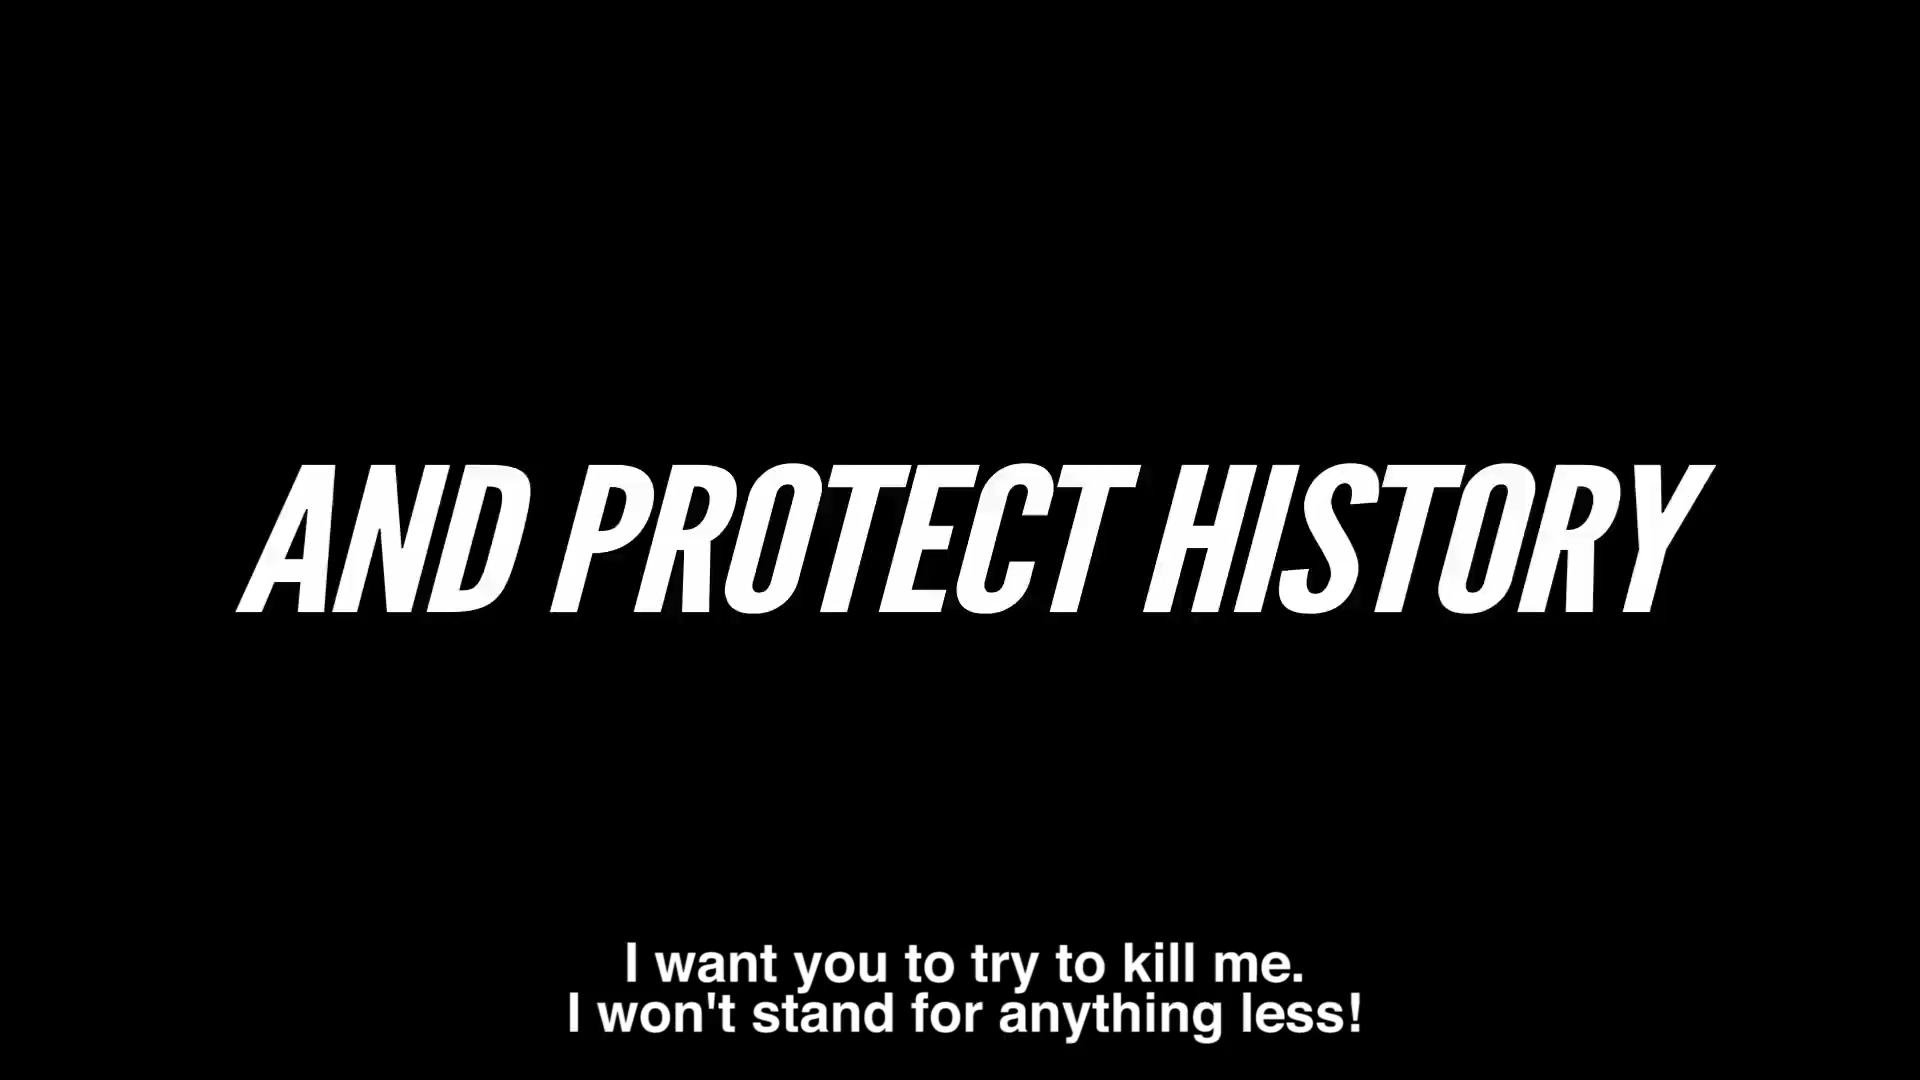 AND PROTECT HISTORY
I want you to try to kill me.
I won't stand for anything less!